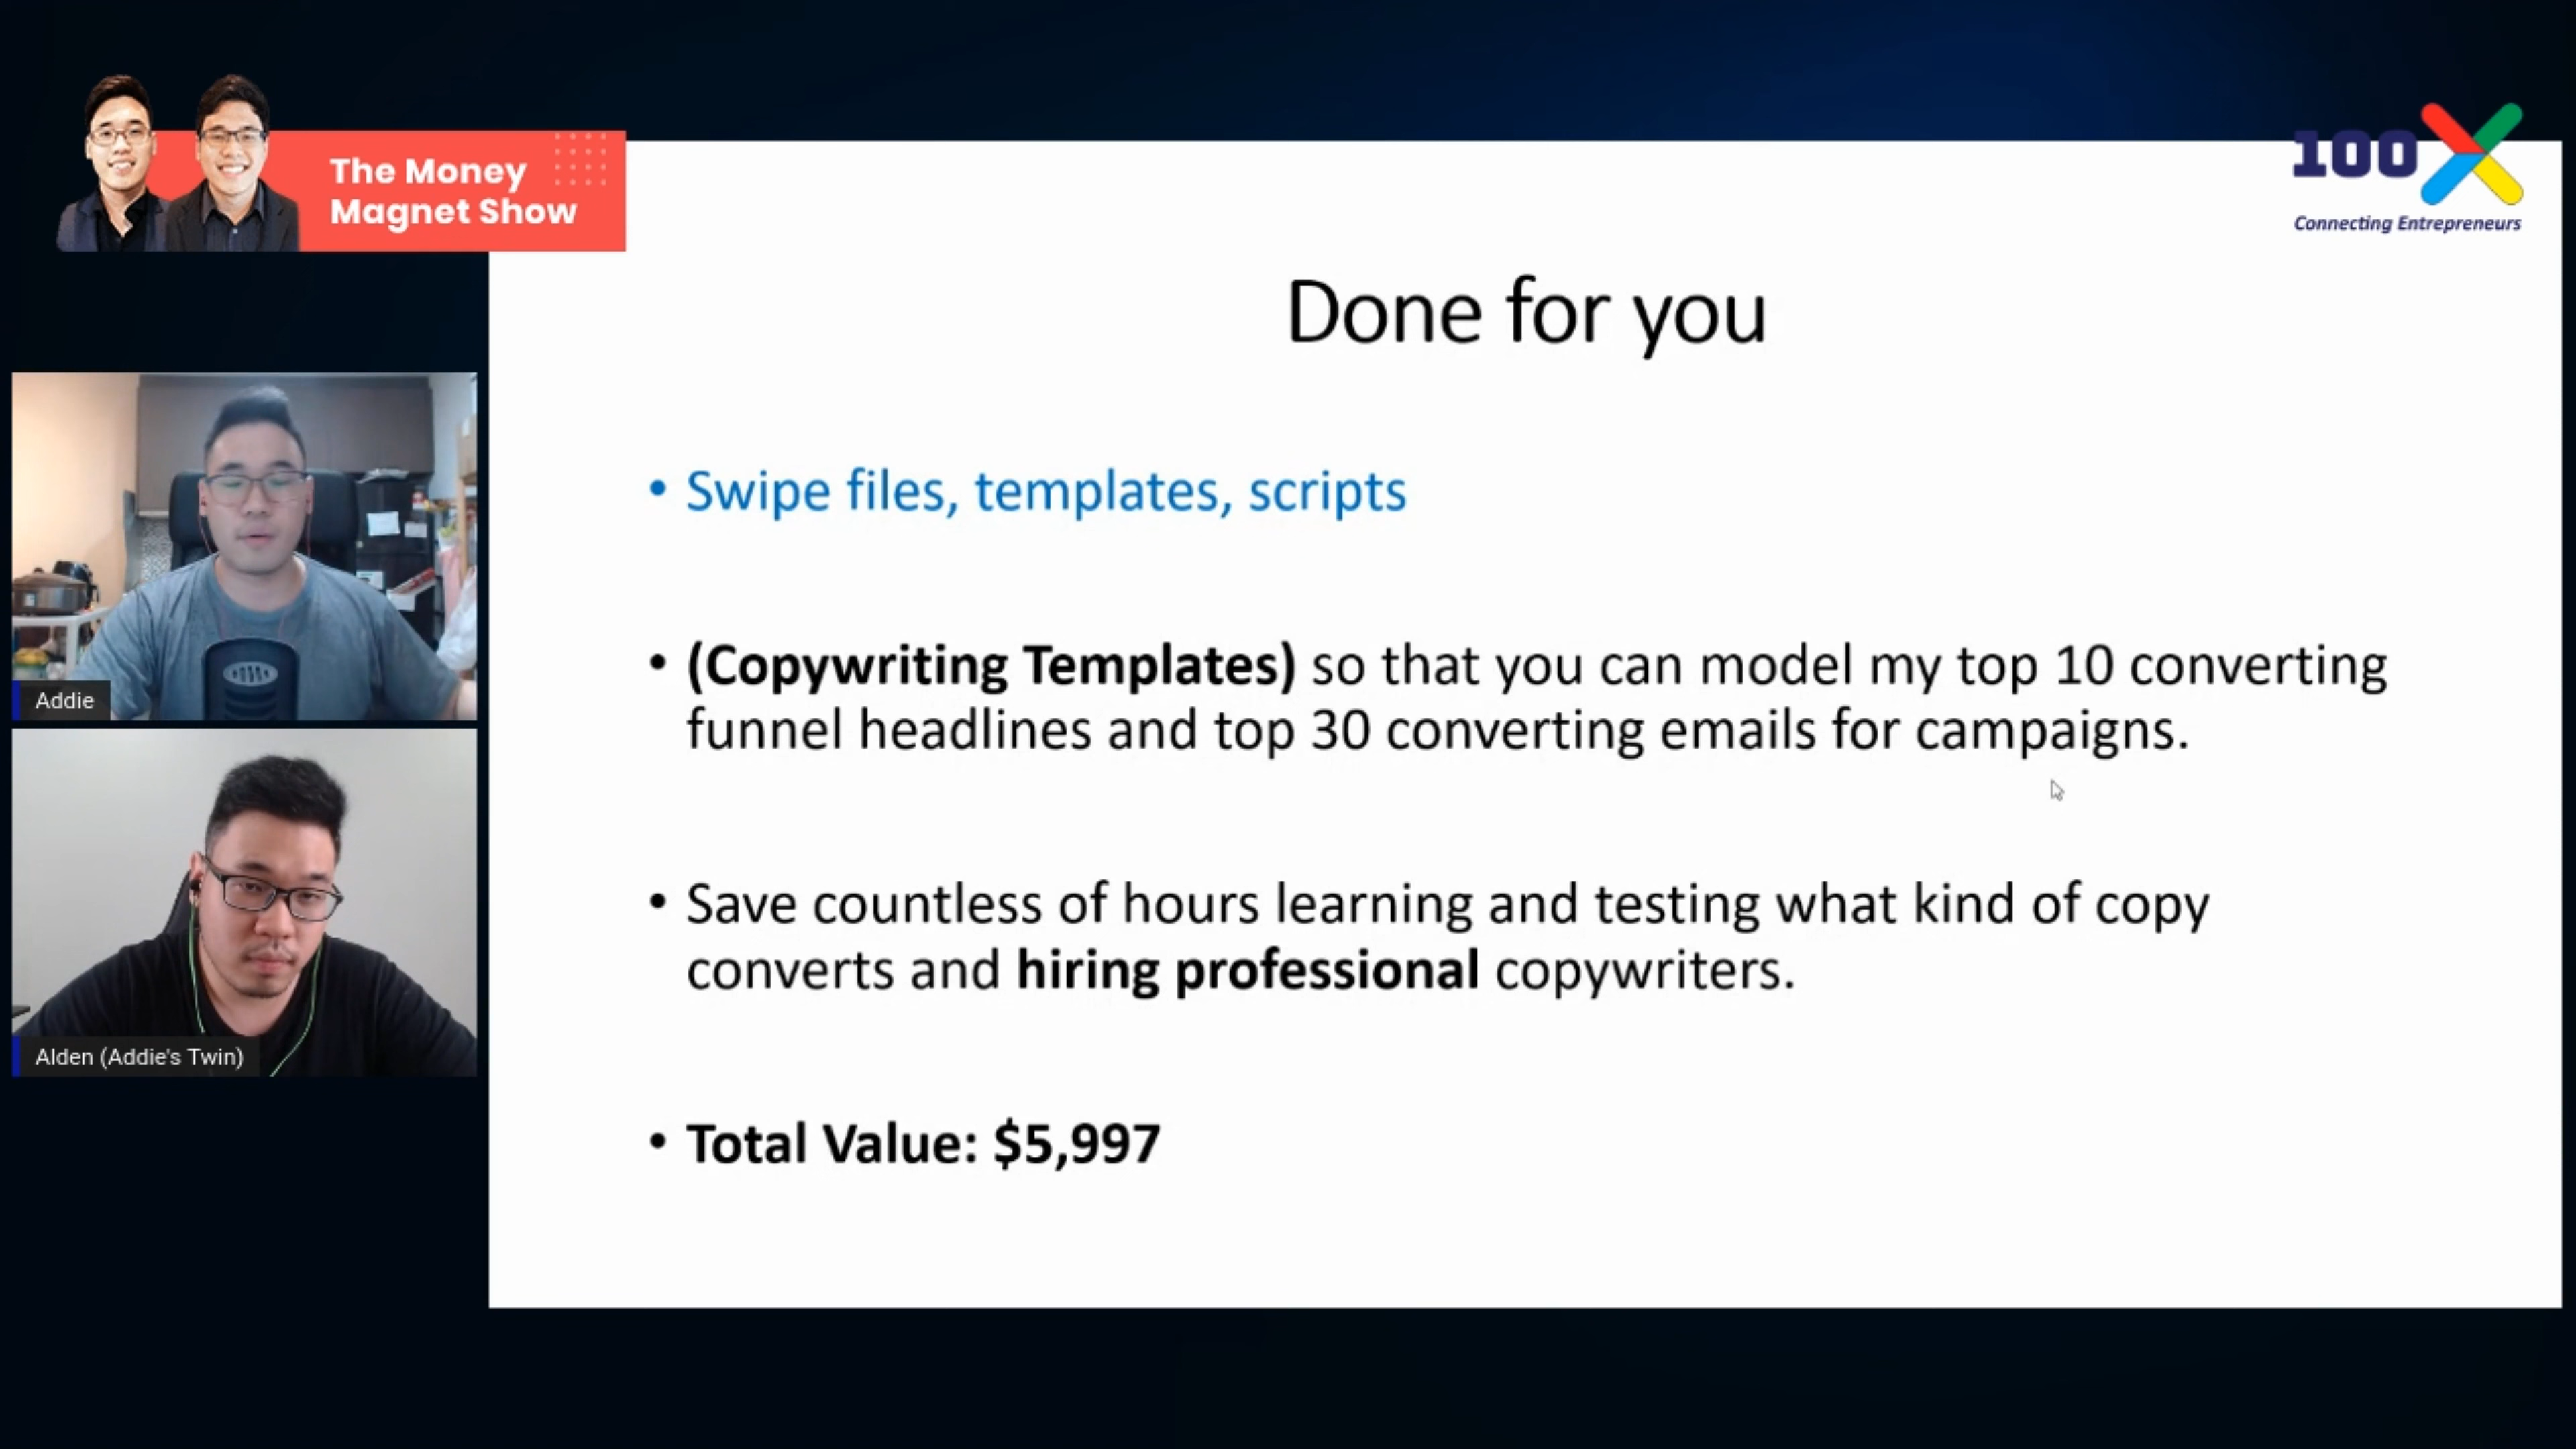 The Money
Magnet Show
100X
Connecting Entrepreneurs
Done for you
• Swipe files, templates, scripts
• (Copywriting Templates) so that you can model my top 10 converting
funnel headlines and top 30 converting emails for campaigns.
• Save countless of hours learning and testing what kind of copy
converts and hiring professional copywriters.
• Total Value: $5,997
Addie
Alden (Addie's Twin)